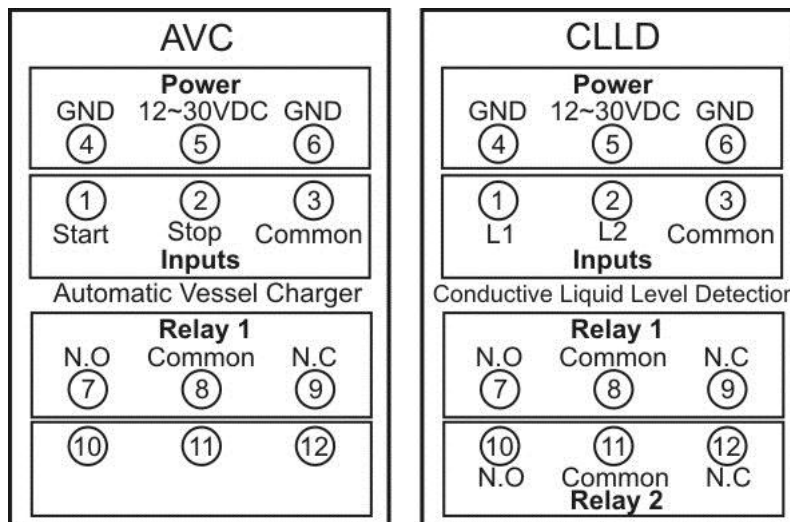 AVC
Power
GND 12~30VDC GND
4 5 6
1 2 3
Start Stop Common
Inputs
Automatic Vessel Charger
Relay 1
N.O Common N.C
7 8 9
10 11 12
CLLD
Power
GND 12~30VDC GND
4 5 6
1 2 3
L1 L2 Common
Inputs
Conductive Liquid Level Detection
Relay 1
N.O Common N.C
7 8 9
10 11 12
N.O Common N.C
Relay 2